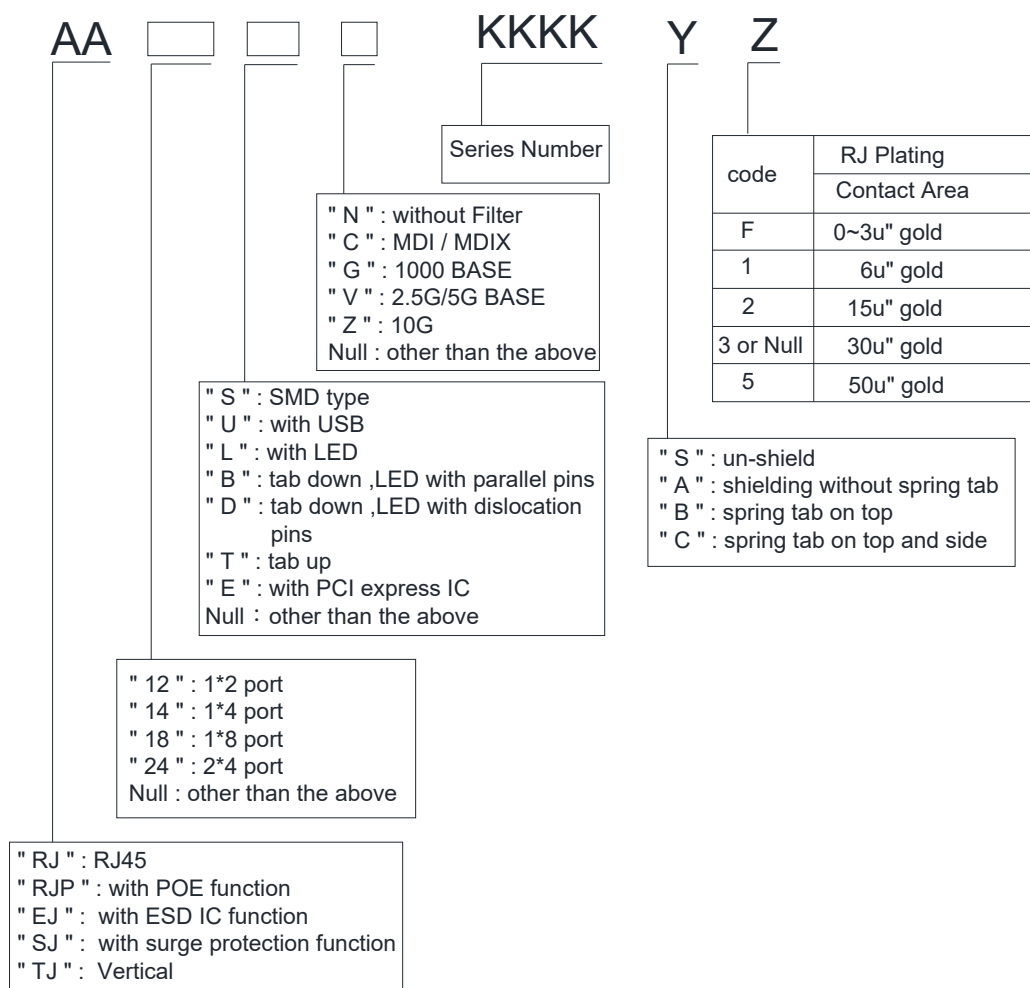 AA KKKK Y Z
Series Number
code RJ Plating
Contact Area
F 0~3u" gold
1 6u" gold
2 15u" gold
3 or Null 30u" gold
5 50u" gold
" N " : without Filter
" C " : MDI / MDIX
" G " : 1000 BASE
" V " : 2.5G/5G BASE
" Z " : 10G
Null : other than the above
" S " : SMD type
" U " : with USB
" L " : with LED
" B " : tab down ,LED with parallel pins
" D " : tab down ,LED with dislocation
pins
" T " : tab up
" E " : with PCI express IC
Null：other than the above
" S " : un-shield
" A " : shielding without spring tab
" B " : spring tab on top
" C " : spring tab on top and side
" 12 " : 1*2 port
" 14 " : 1*4 port
" 18 " : 1*8 port
" 24 " : 2*4 port
Null : other than the above
" RJ " : RJ45
" RJP " : with POE function
" EJ " : with ESD IC function
" SJ " : with surge protection function
" TJ " : Vertical